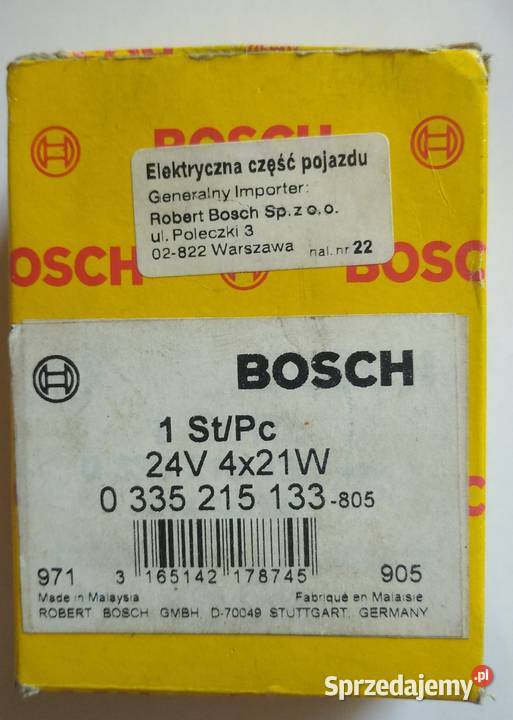 BOSCH
Elektryczna część pojazdu
Generalny Importer:
Robert Bosch Sp. z o.o.
ul. Poleczki 3
02-822 Warszawa nal. nr 22
OSCH
BOSC
BOSCH
1 St/Pc
24V 4x21W
0 335 215 133-805
971 3 165142 178745 905
Made in Malaysia Fabriqué en Malaisie
ROBERT BOSCH GMBH, D-70049 STUTTGART, GERMANY
Sprzedajemy.pl